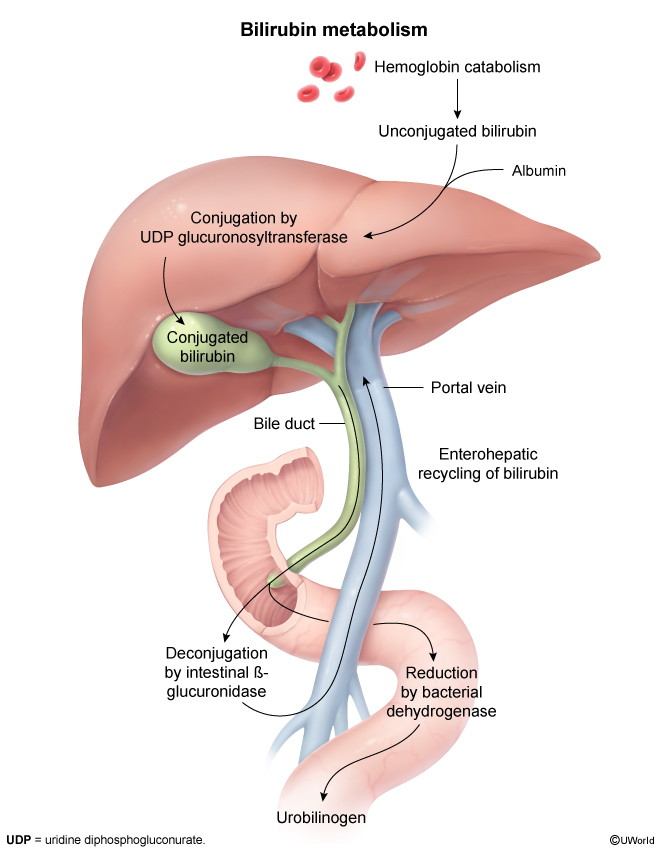 Bilirubin metabolism
Hemoglobin catabolism
Unconjugated bilirubin
Albumin
Conjugation by
UDP glucuronosyltransferase
Conjugated
bilirubin
Portal vein
Bile duct
Enterohepatic
recycling of bilirubin
Deconjugation
by intestinal ß-
glucuronidase
Reduction
by bacterial
dehydrogenase
Urobilinogen
UDP = uridine diphosphogluconurate.
©UWorld